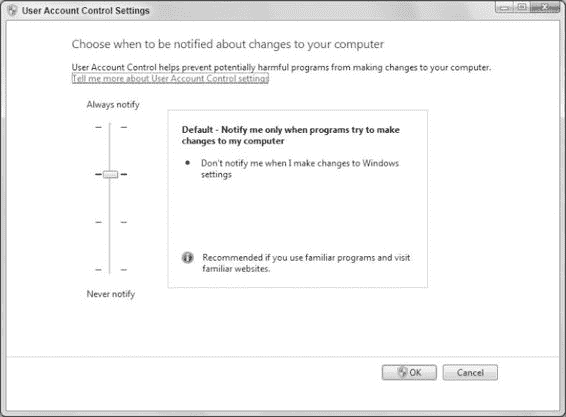 User Account Control Settings
Choose when to be notified about changes to your computer
User Account Control helps prevent potentially harmful programs from making changes to your computer.
Tell me more about User Account Control settings
Always notify
Default - Notify me only when programs try to make
changes to my computer
• Don't notify me when I make changes to Windows
settings
Recommended if you use familiar programs and visit
familiar websites.
Never notify
OK
Cancel